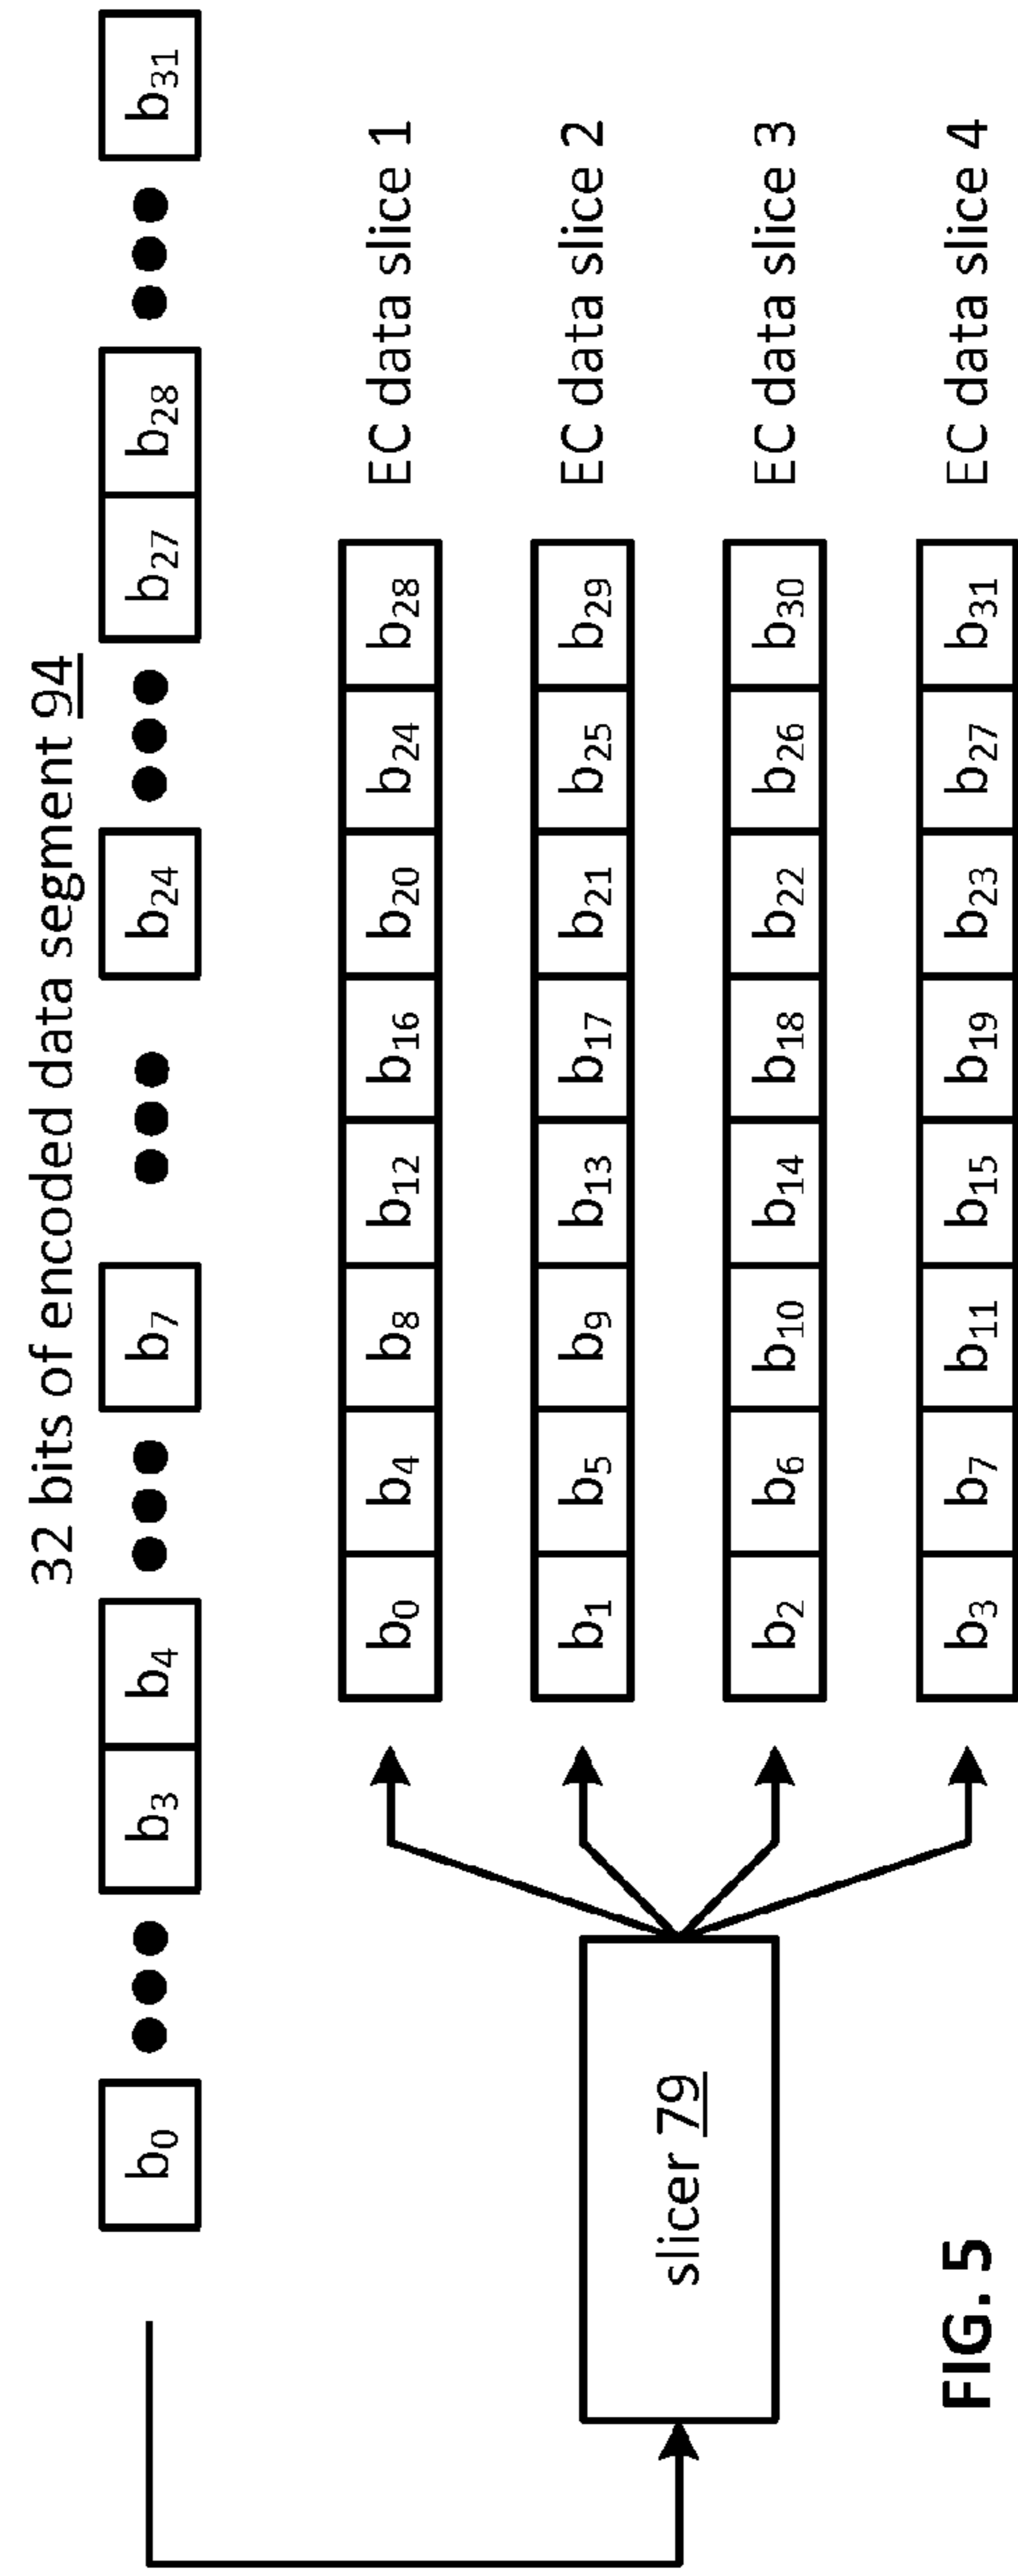 32 bits of encoded data segment 94
b0 b3 b4 b7 b24 b27 b28 b31
b0 b4 b8 b12 b16 b20 b24 b28 EC data slice 1
b1 b5 b9 b13 b17 b21 b25 b29 EC data slice 2
slicer 79
b2 b6 b10 b14 b18 b22 b26 b30 EC data slice 3
b3 b7 b11 b15 b19 b23 b27 b31 EC data slice 4
FIG. 5